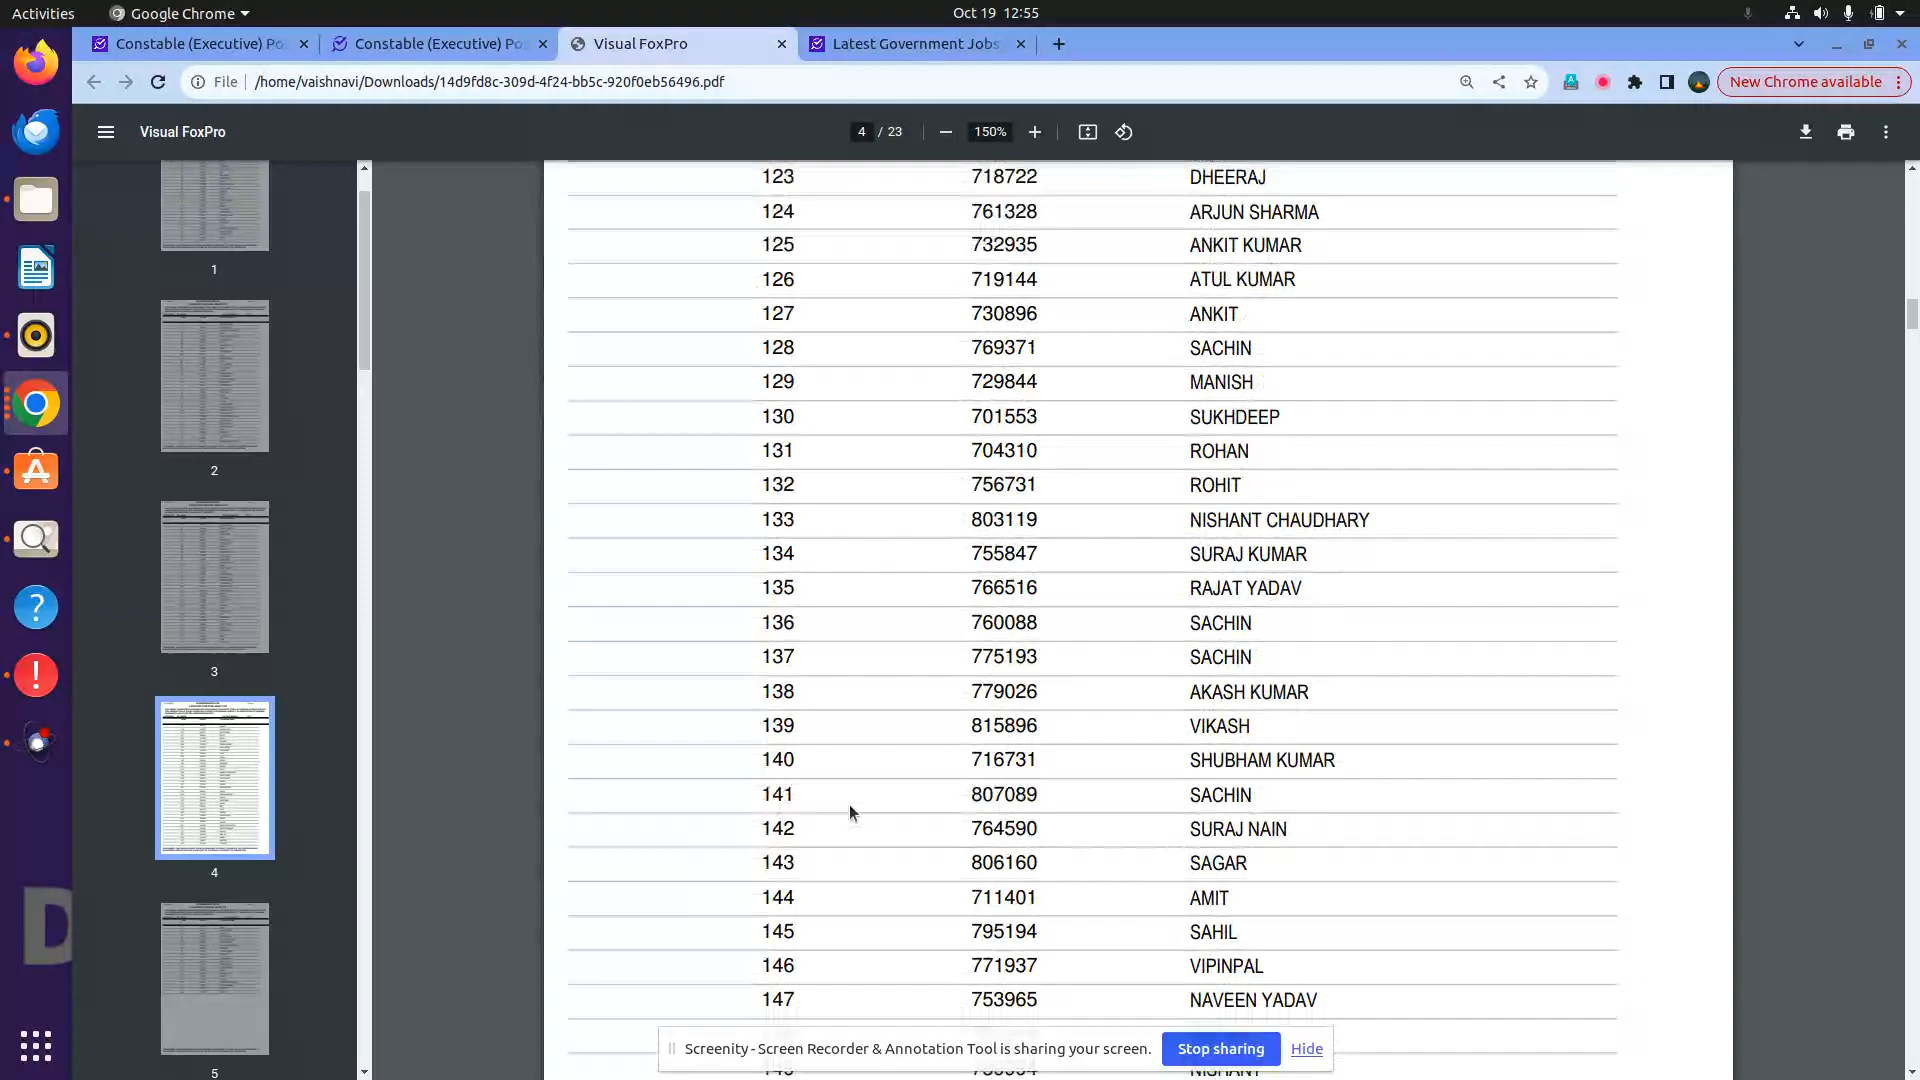 Activities
Google Chrome
Oct 19 12:55
Constable (Executive) Po
Constable (Executive) Po
Visual FoxPro
Latest Government Jobs
File
/home/vaishnavi/Downloads/14d9fd8c-309d-4f24-bb5c-920f0eb56496.pdf
New Chrome available
Visual FoxPro
4 / 23
150%
1
2
3
4
5
123 718722 DHEERAJ
124 761328 ARJUN SHARMA
125 732935 ANKIT KUMAR
126 719144 ATUL KUMAR
127 730896 ANKIT
128 769371 SACHIN
129 729844 MANISH
130 701553 SUKHDEEP
131 704310 ROHAN
132 756731 ROHIT
133 803119 NISHANT CHAUDHARY
134 755847 SURAJ KUMAR
135 766516 RAJAT YADAV
136 760088 SACHIN
137 775193 SACHIN
138 779026 AKASH KUMAR
139 815896 VIKASH
140 716731 SHUBHAM KUMAR
141 807089 SACHIN
142 764590 SURAJ NAIN
143 806160 SAGAR
144 711401 AMIT
145 795194 SAHIL
146 771937 VIPINPAL
147 753965 NAVEEN YADAV
Screenity - Screen Recorder & Annotation Tool is sharing your screen.
Stop sharing
Hide